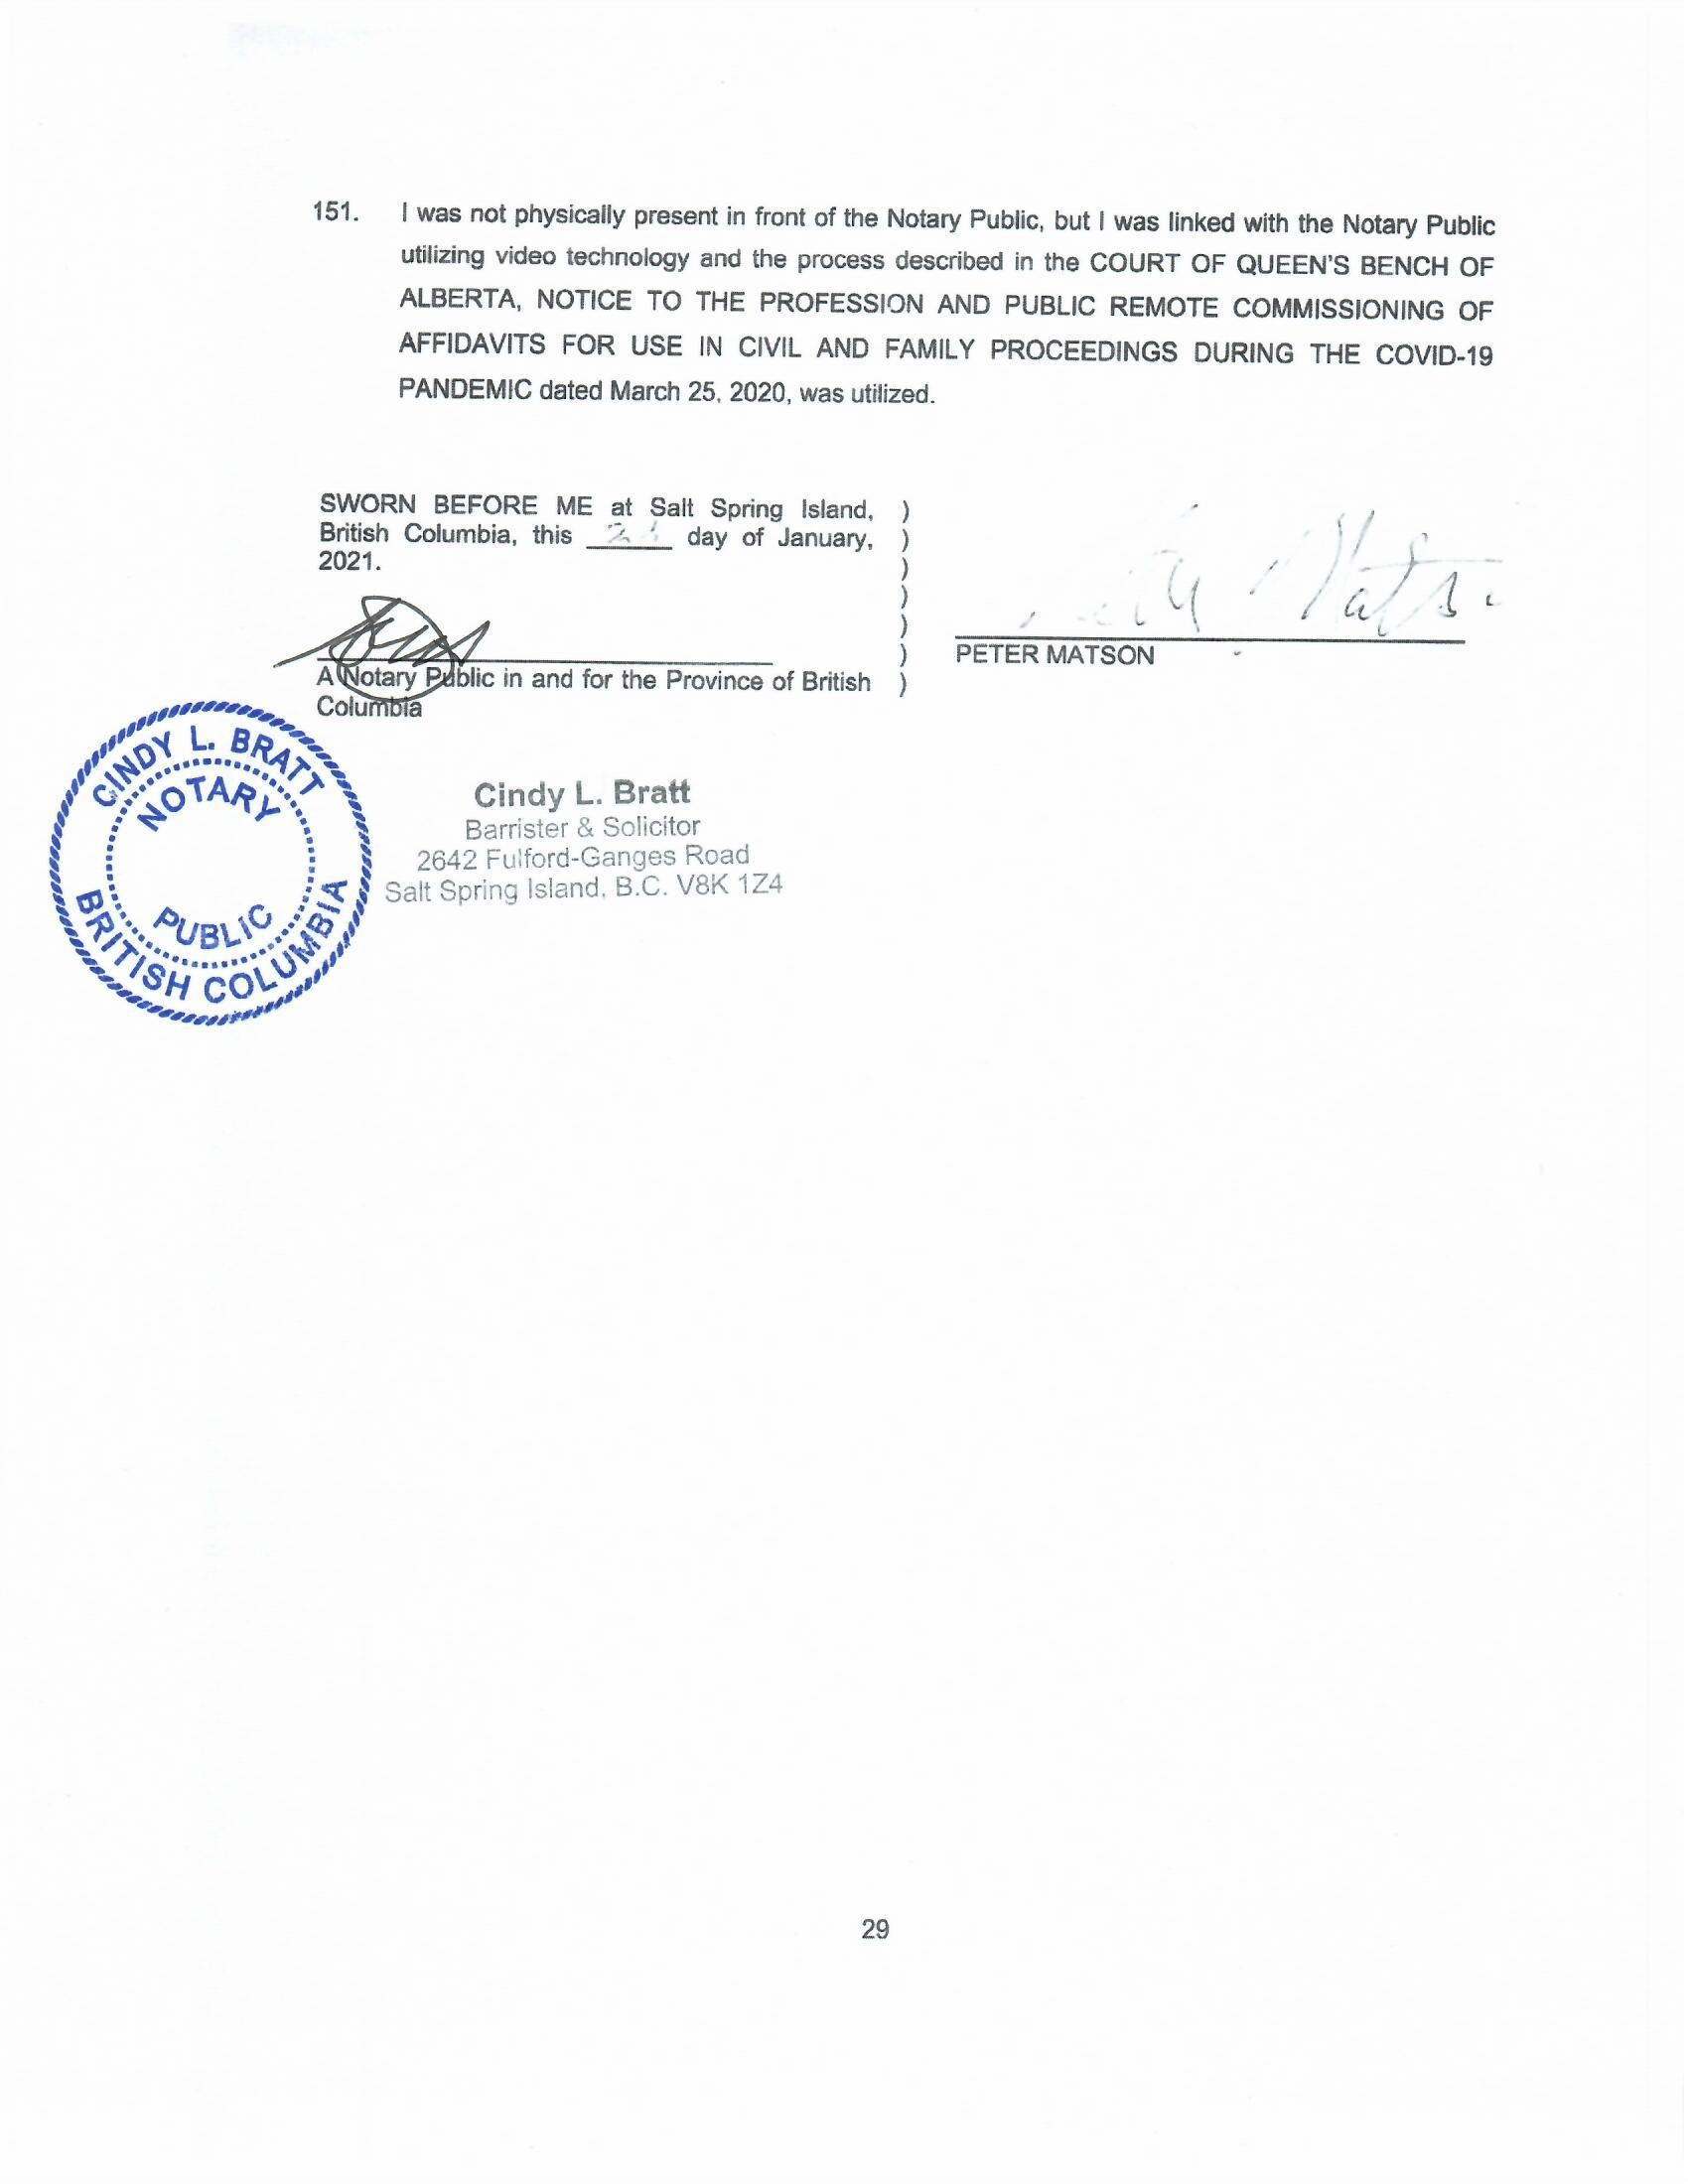 151. I was not physically present in front of the Notary Public, but I was linked with the Notary Public
utilizing video technology and the process described in the COURT OF QUEEN'S BENCH OF
ALBERTA, NOTICE TO THE PROFESSION AND PUBLIC REMOTE COMMISSIONING OF
AFFIDAVITS FOR USE IN CIVIL AND FAMILY PROCEEDINGS DURING THE COVID-19
PANDEMIC dated March 25, 2020, was utilized.
SWORN BEFORE ME at Salt Spring Island, )
British Columbia, this day of January, )
2021. )
)
)
)
A Notary Public in and for the Province of British )
Columbia
Matson
PETER MATSON
CINDY L. BRATT
NOTARY
PUBLIC
BRITISH COLUMBIA
Cindy L. Bratt
Barrister & Solicitor
2642 Fulford-Ganges Road
Salt Spring Island, B.C. V8K 1Z4
29